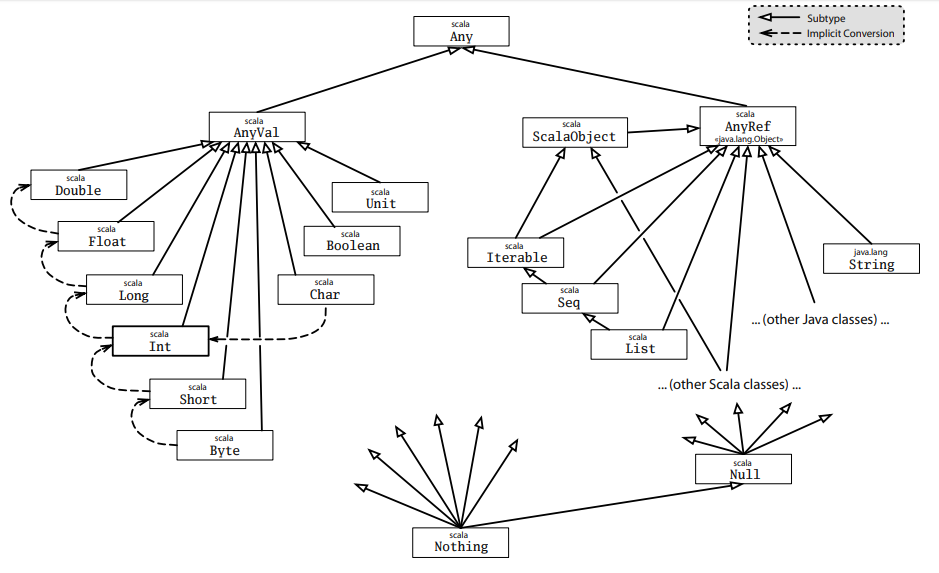 scala
Any
Subtype
Implicit Conversion
scala
AnyVal
scala
ScalaObject
scala
AnyRef
«java.lang.Object»
scala
Double
scala
Unit
scala
Float
scala
Boolean
scala
Iterable
java.lang
String
scala
Long
scala
Char
scala
Seq
... (other Java classes) ...
scala
Int
scala
List
scala
Short
... (other Scala classes) ...
scala
Byte
scala
Null
scala
Nothing